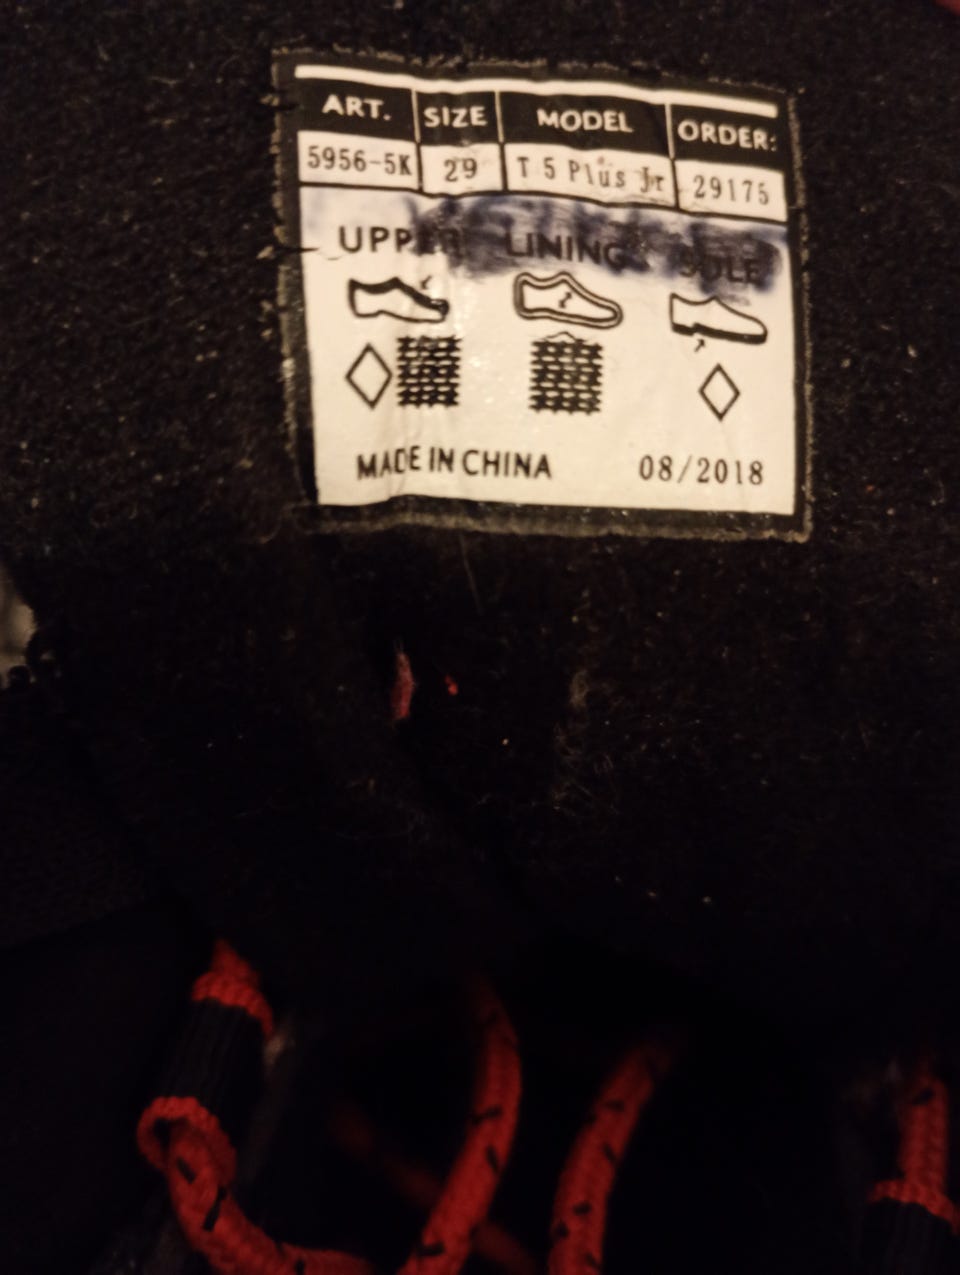 ART. SIZE MODEL ORDER:
5956-5K 29 T 5 Plus Jr 29175
UPPER LINING SOLE
MADE IN CHINA 08/2018